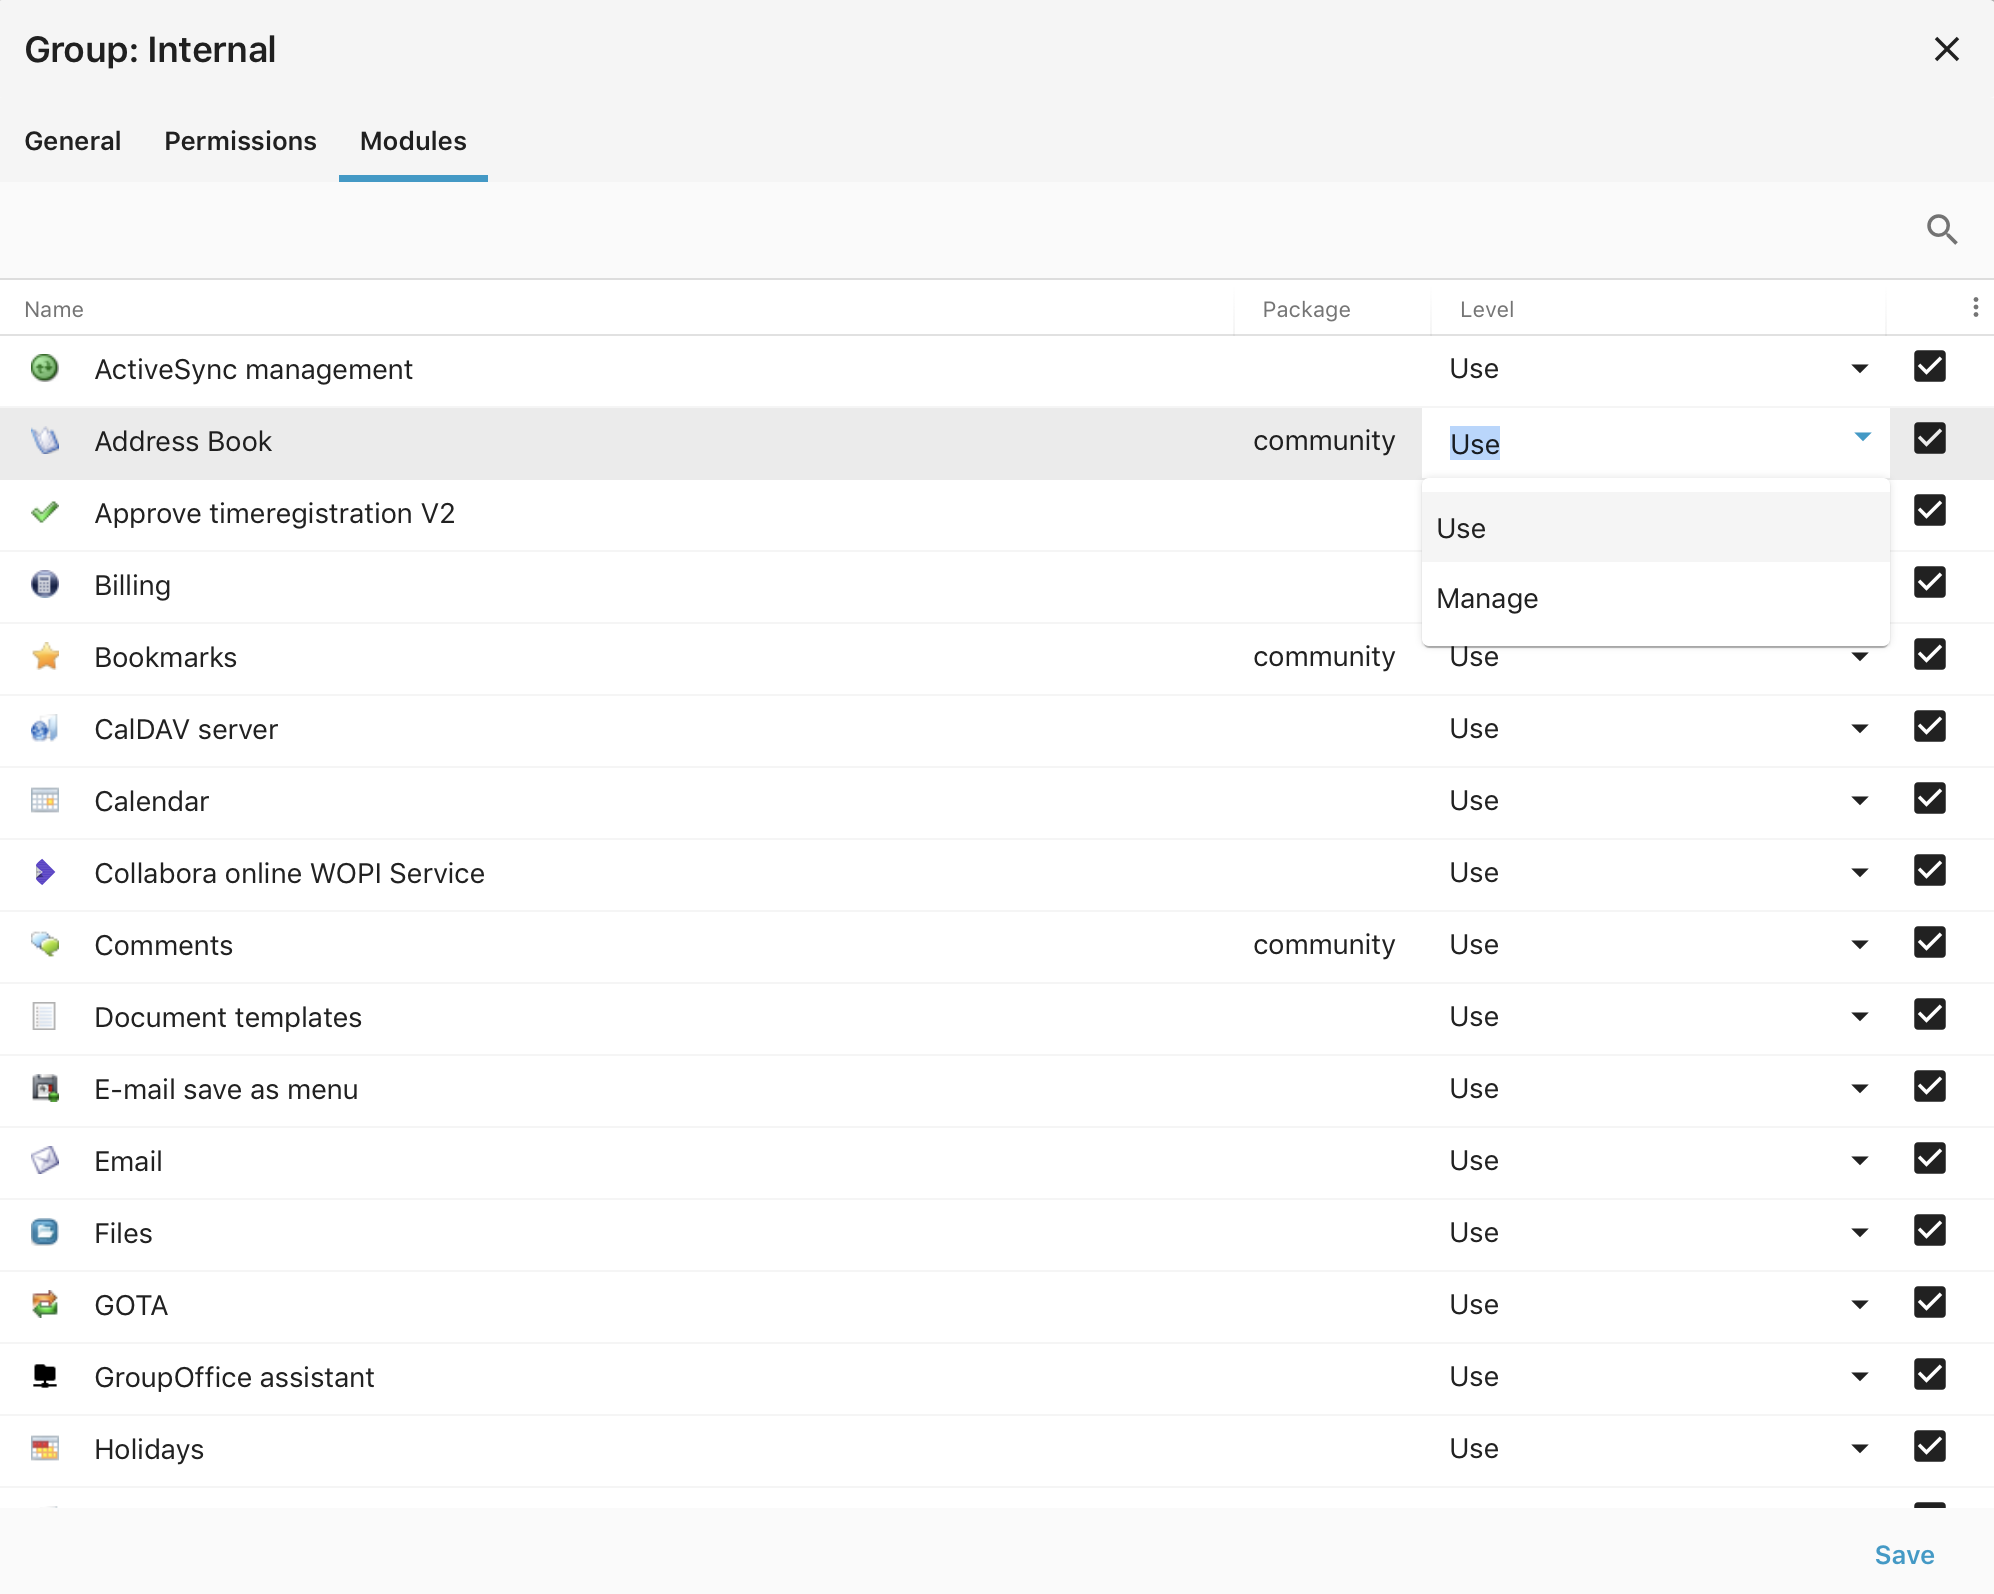 Group: Internal
General Permissions Modules
Name Package Level
ActiveSync management Use
Address Book community Use
Approve timeregistration V2
Use
Billing
Manage
Bookmarks community Use
CalDAV server Use
Calendar Use
Collabora online WOPI Service Use
Comments community Use
Document templates Use
E-mail save as menu Use
Email Use
Files Use
GOTA Use
GroupOffice assistant Use
Holidays Use
Save